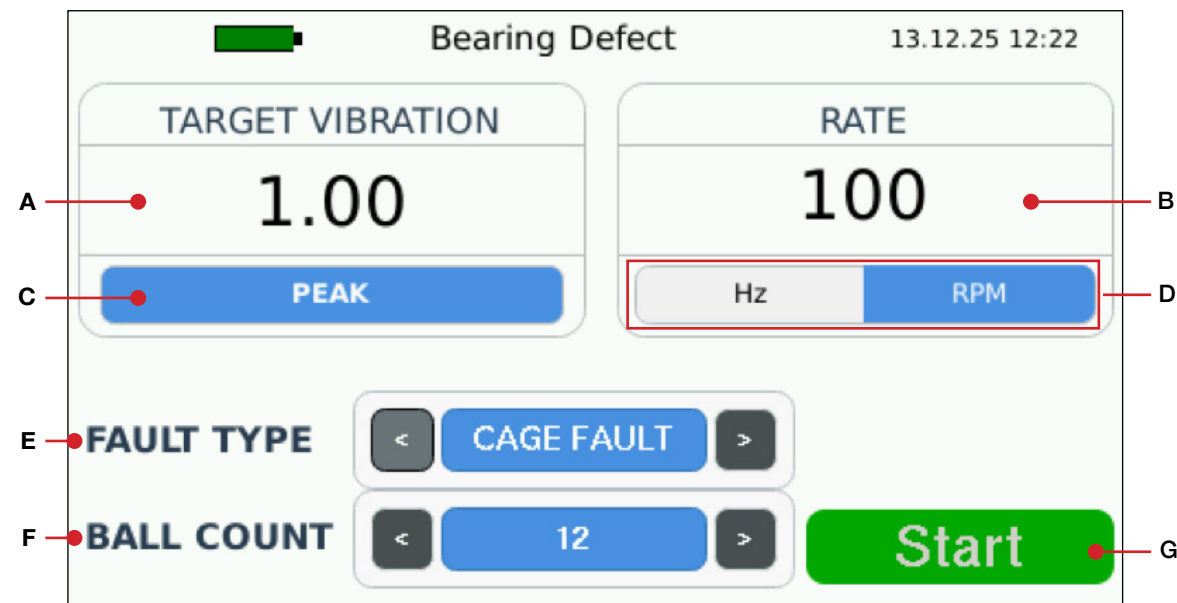 Bearing Defect 13.12.25 12:22
TARGET VIBRATION RATE
A 1.00 100 B
C PEAK Hz RPM D
E FAULT TYPE < CAGE FAULT >
F BALL COUNT < 12 > Start G